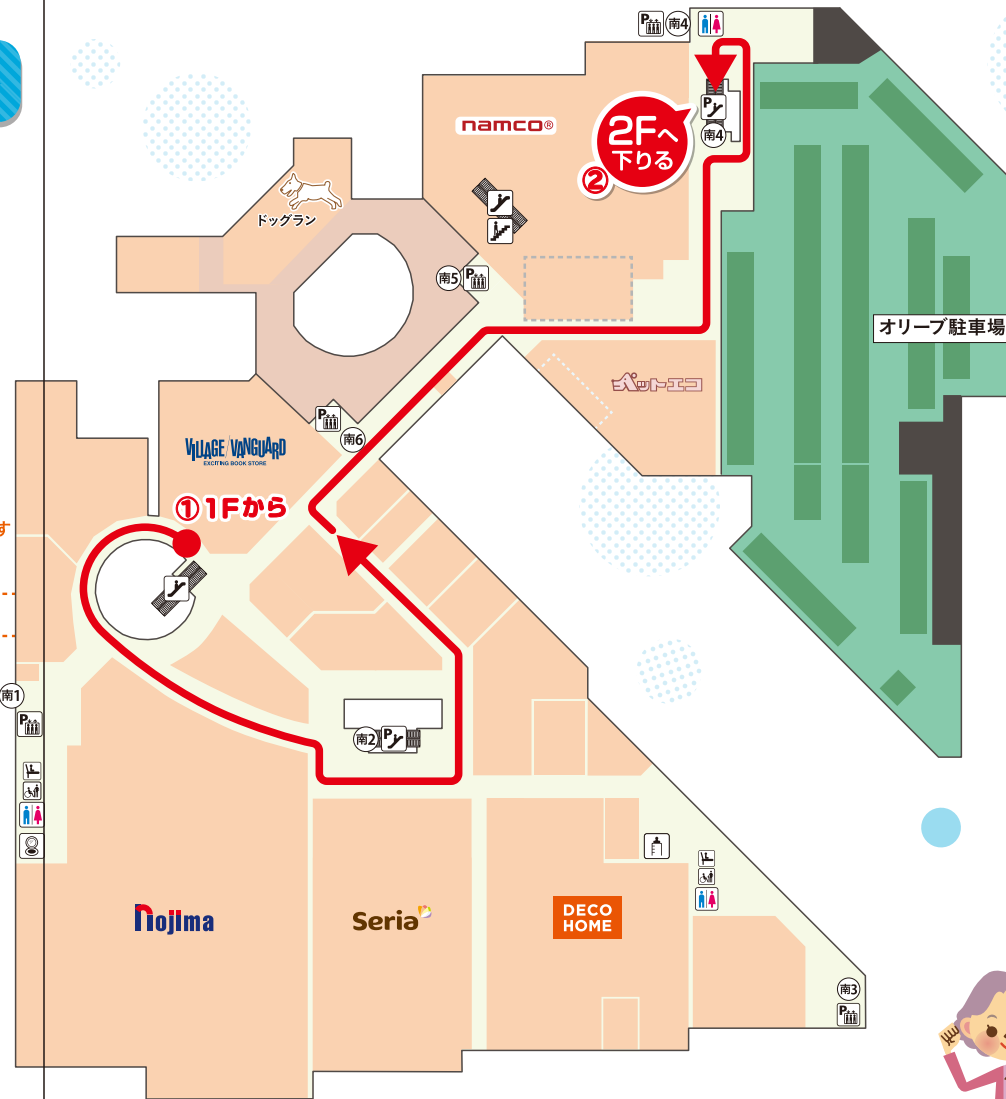 P 南4
namco®
2Fへ
下りる
②
P
南4
ドッグラン
南5 P
オリーブ駐車場
ペットエコ
P
南6
VILLAGE/VANGUARD
EXCITING BOOK STORE
①1Fから
す
南1
P
南2 P
nojima
Seria
DECO
HOME
南3
P